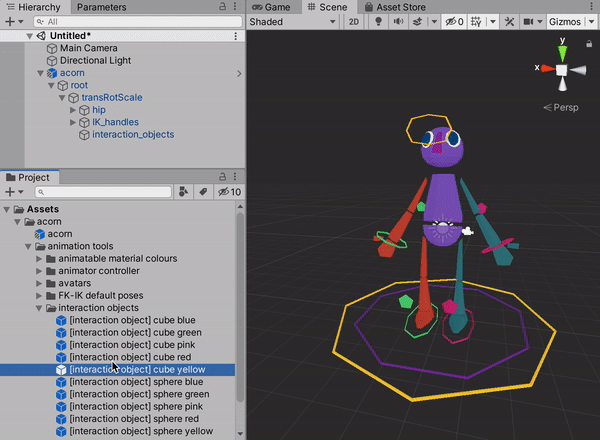 Hierarchy
Parameters
Game
Scene
Asset Store
All
Shaded
2D
0
Gizmos
Untitled*
Main Camera
Directional Light
acorn
root
transRotScale
hip
IK_handles
interaction_objects
y
x
Persp
Project
10
Assets
acorn
acorn
animation tools
animatable material colours
animator controller
avatars
FK-IK default poses
interaction objects
[interaction object] cube blue
[interaction object] cube green
[interaction object] cube pink
[interaction object] cube red
[interaction object] cube yellow
[interaction object] sphere blue
[interaction object] sphere green
[interaction object] sphere pink
[interaction object] sphere red
[interaction object] sphere yellow